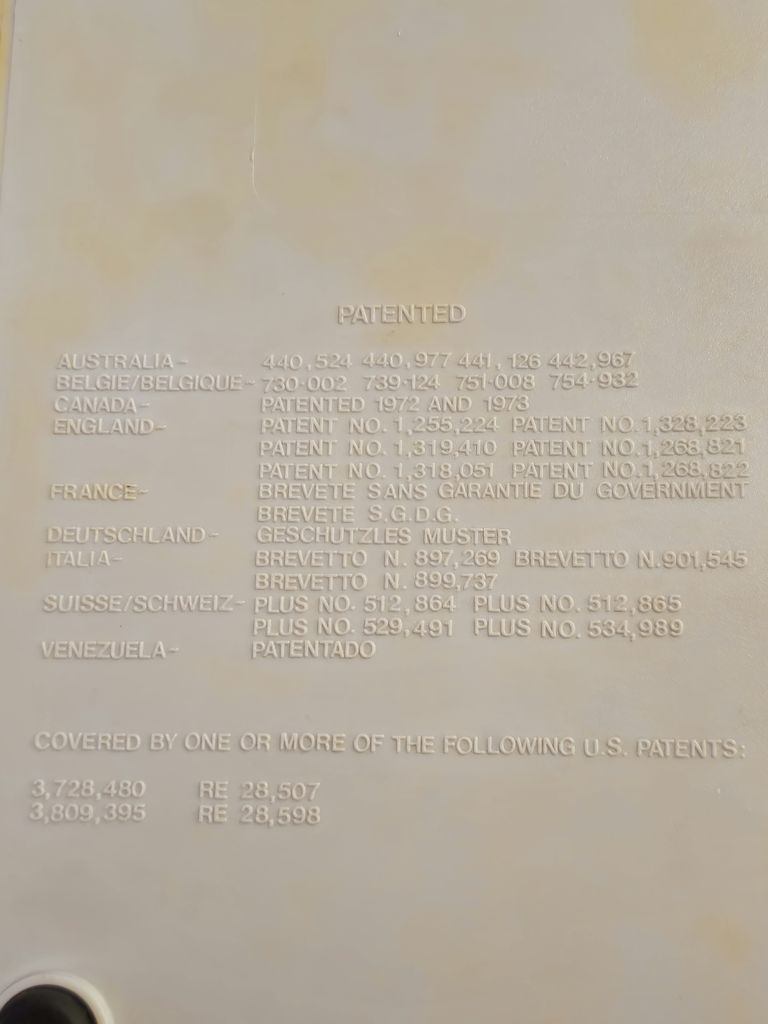 PATENTED
AUSTRALIA- 440,524 440,977 441,126 442,967
BELGIE/BELGIQUE- 730-002 739-124 751-008 754-932
CANADA- PATENTED 1972 AND 1973
ENGLAND- PATENT NO. 1,255,224 PATENT NO. 1,328,223
PATENT NO. 1,319,410 PATENT NO. 1,268,821
PATENT NO. 1,318,051 PATENT NO. 1,268,822
FRANCE- BREVETE SANS GARANTIE DU GOVERNMENT
BREVETE S.G.D.G.
DEUTSCHLAND- GESCHUTZLES MUSTER
ITALIA- BREVETTO N. 897,269 BREVETTO N. 901,545
BREVETTO N. 899,737
SUISSE/SCHWEIZ- PLUS NO. 512,864 PLUS NO. 512,865
PLUS NO. 529,491 PLUS NO. 534,989
VENEZUELA- PATENTADO
COVERED BY ONE OR MORE OF THE FOLLOWING U.S. PATENTS:
3,728,480 RE 28,507
3,809,395 RE 28,598